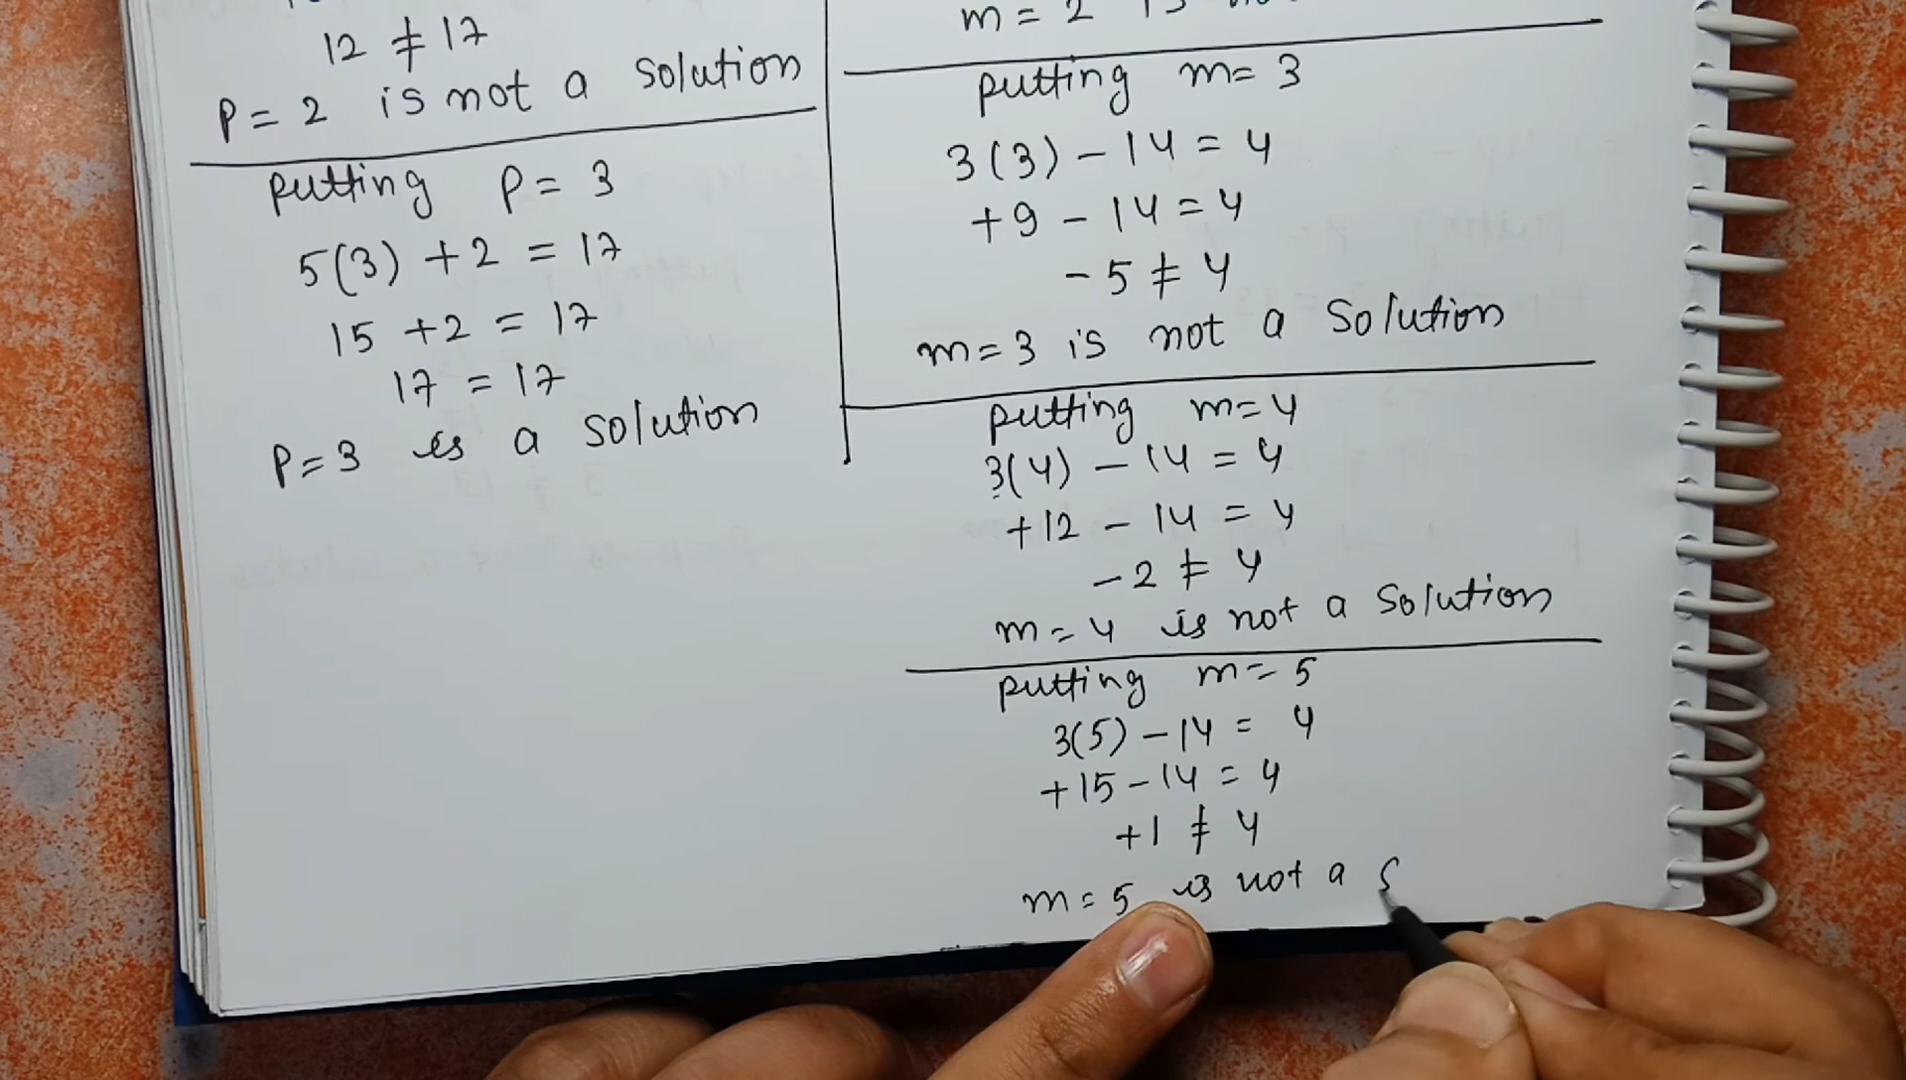 12 ≠ 17
P = 2 is not a solution
putting P = 3
5(3) + 2 = 17
15 + 2 = 17
17 = 17
P = 3 is a solution
m = 2 is
putting m = 3
3(3) - 14 = 4
+9 - 14 = 4
-5 ≠ 4
m = 3 is not a solution
putting m = 4
3(4) - 14 = 4
+12 - 14 = 4
-2 ≠ 4
m = 4 is not a solution
putting m = 5
3(5) - 14 = 4
+15 - 14 = 4
+1 ≠ 4
m = 5 is not a S